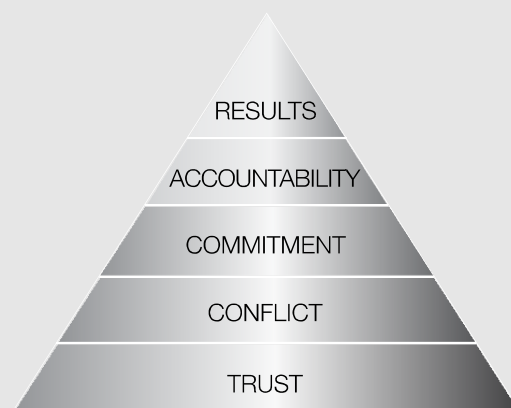 RESULTS
ACCOUNTABILITY
COMMITMENT
CONFLICT
TRUST